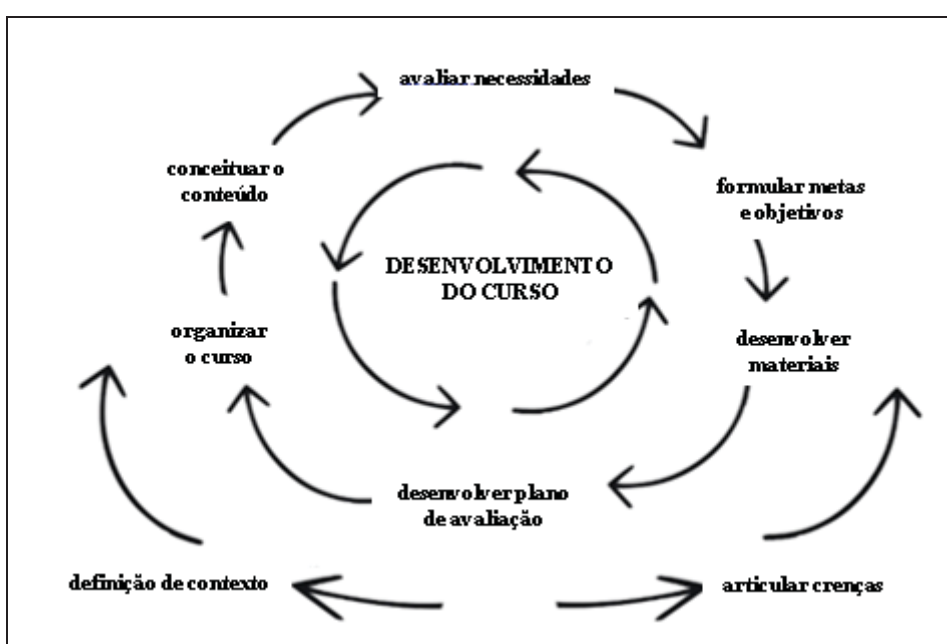 avaliar necessidades
conceituar o
conteúdo
formular metas
e objetivos
DESENVOLVIMENTO
DO CURSO
organizar
o curso
desenvolver
materiais
desenvolver plano
de avaliação
definição de contexto
articular crenças